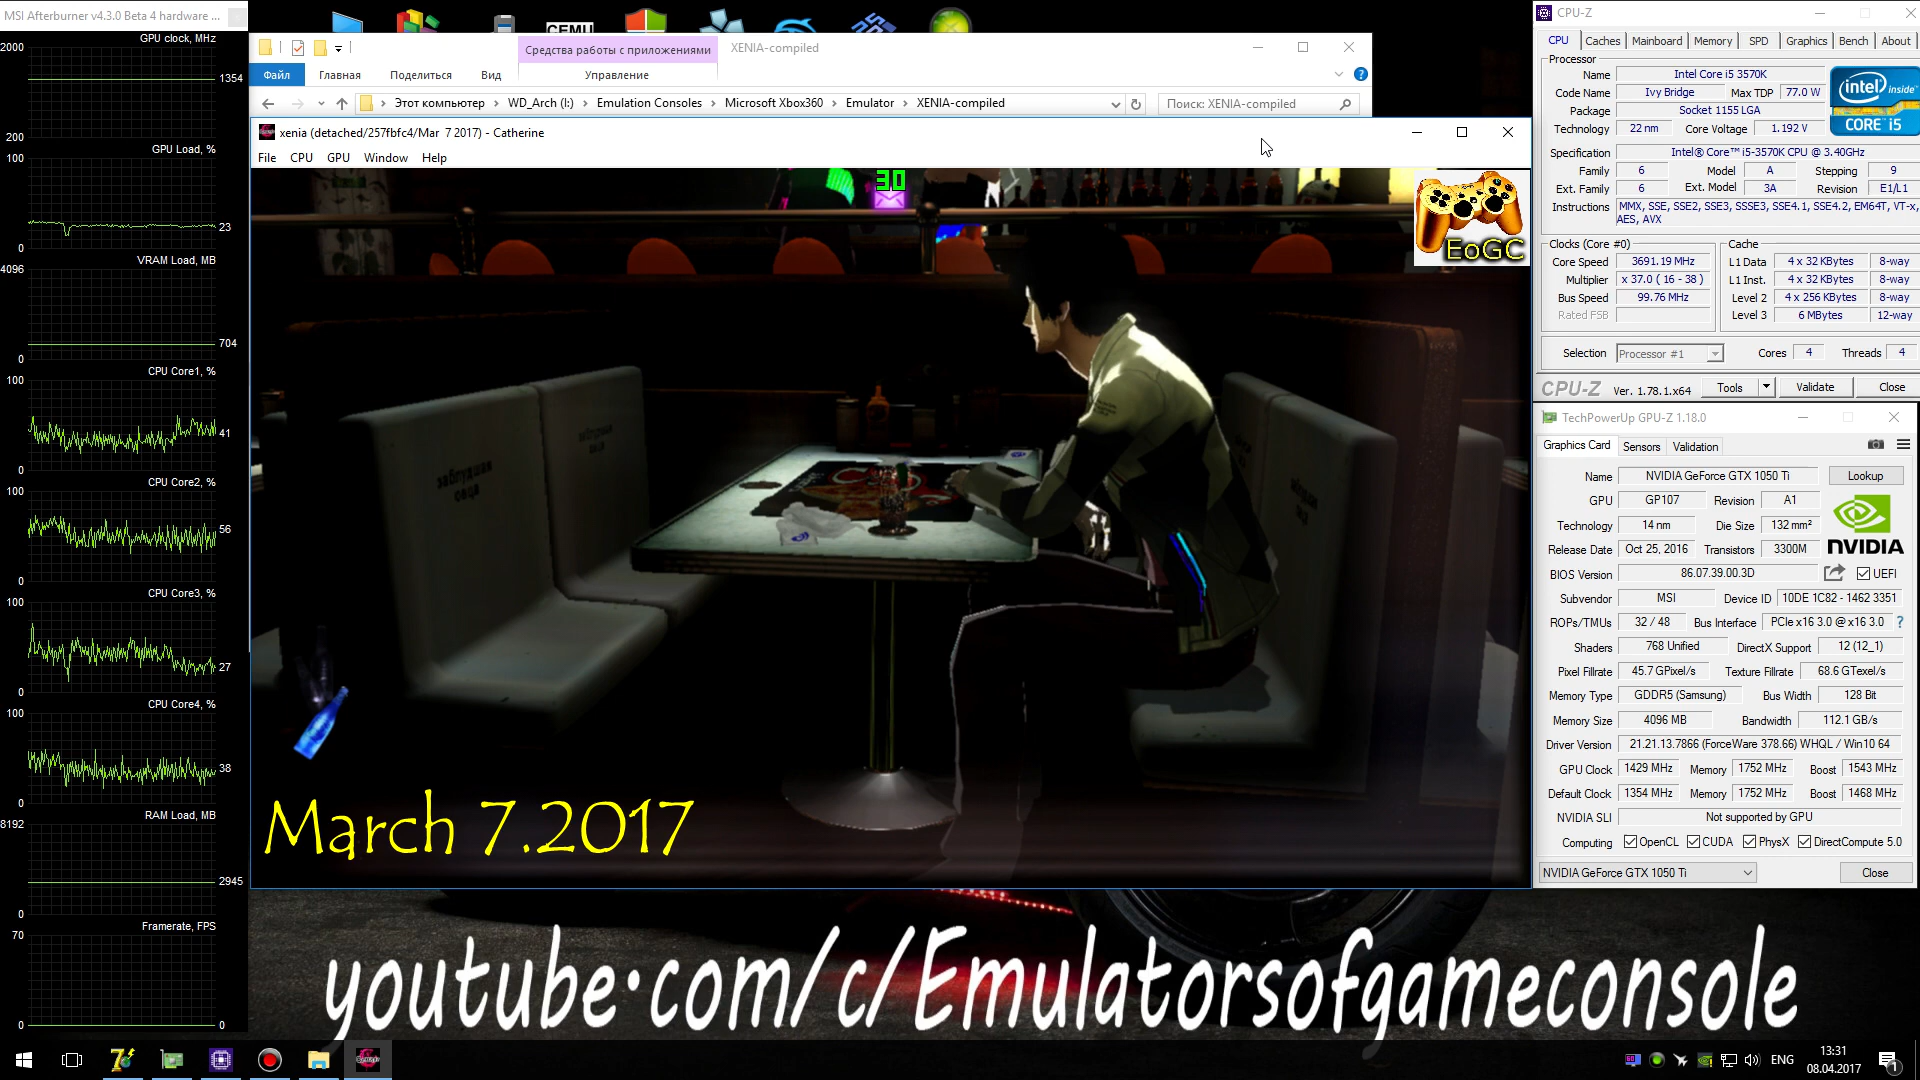 MSI Afterburner v4.3.0 Beta 4 hardware ...
GPU clock, MHz
2000
1354
200
GPU Load, %
100
23
0
VRAM Load, MB
4096
704
0
CPU Core1, %
100
41
0
CPU Core2, %
100
56
0
CPU Core3, %
100
27
0
CPU Core4, %
100
38
0
RAM Load, MB
8192
2945
0
Framerate, FPS
70
0
0
CEMU
Средства работы с приложениями
XENIA-compiled
Файл Главная Поделиться Вид Управление
Этот компьютер > WD_Arch (I:) > Emulation Consoles > Microsoft Xbox360 > Emulator > XENIA-compiled
Поиск: XENIA-compiled
xenia (detached/257fbfc4/Mar 7 2017) - Catherine
File CPU GPU Window Help
30
EoGC
заблудшая
овца
March 7.2017
youtube.com/c/Emulatorsofgameconsole
CPU-Z
CPU Caches Mainboard Memory SPD Graphics Bench About
Processor
Name Intel Core i5 3570K
Code Name Ivy Bridge Max TDP 77.0 W
Package Socket 1155 LGA
Technology 22 nm Core Voltage 1.192 V
intel inside™
CORE i5
Specification Intel® Core™ i5-3570K CPU @ 3.40GHz
Family 6 Model A Stepping 9
Ext. Family 6 Ext. Model 3A Revision E1/L1
Instructions MMX, SSE, SSE2, SSE3, SSSE3, SSE4.1, SSE4.2, EM64T, VT-x,
AES, AVX
Clocks (Core #0)
Core Speed 3691.19 MHz
Multiplier x 37.0 ( 16 - 38 )
Bus Speed 99.76 MHz
Rated FSB
Cache
L1 Data 4 x 32 KBytes 8-way
L1 Inst. 4 x 32 KBytes 8-way
Level 2 4 x 256 KBytes 8-way
Level 3 6 MBytes 12-way
Selection Processor #1 Cores 4 Threads 4
CPU-Z Ver. 1.78.1.x64 Tools Validate Close
TechPowerUp GPU-Z 1.18.0
Graphics Card Sensors Validation
Name NVIDIA GeForce GTX 1050 Ti Lookup
GPU GP107 Revision A1
Technology 14 nm Die Size 132 mm²
Release Date Oct 25, 2016 Transistors 3300M
NVIDIA
BIOS Version 86.07.39.00.3D UEFI
Subvendor MSI Device ID 10DE 1C82 - 1462 3351
ROPs/TMUs 32 / 48 Bus Interface PCIe x16 3.0 @ x16 3.0 ?
Shaders 768 Unified DirectX Support 12 (12_1)
Pixel Fillrate 45.7 GPixel/s Texture Fillrate 68.6 GTexel/s
Memory Type GDDR5 (Samsung) Bus Width 128 Bit
Memory Size 4096 MB Bandwidth 112.1 GB/s
Driver Version 21.21.13.7866 (ForceWare 378.66) WHQL / Win10 64
GPU Clock 1429 MHz Memory 1752 MHz Boost 1543 MHz
Default Clock 1354 MHz Memory 1752 MHz Boost 1468 MHz
NVIDIA SLI Not supported by GPU
Computing OpenCL CUDA PhysX DirectCompute 5.0
NVIDIA GeForce GTX 1050 Ti Close
ENG
13:31
08.04.2017
1